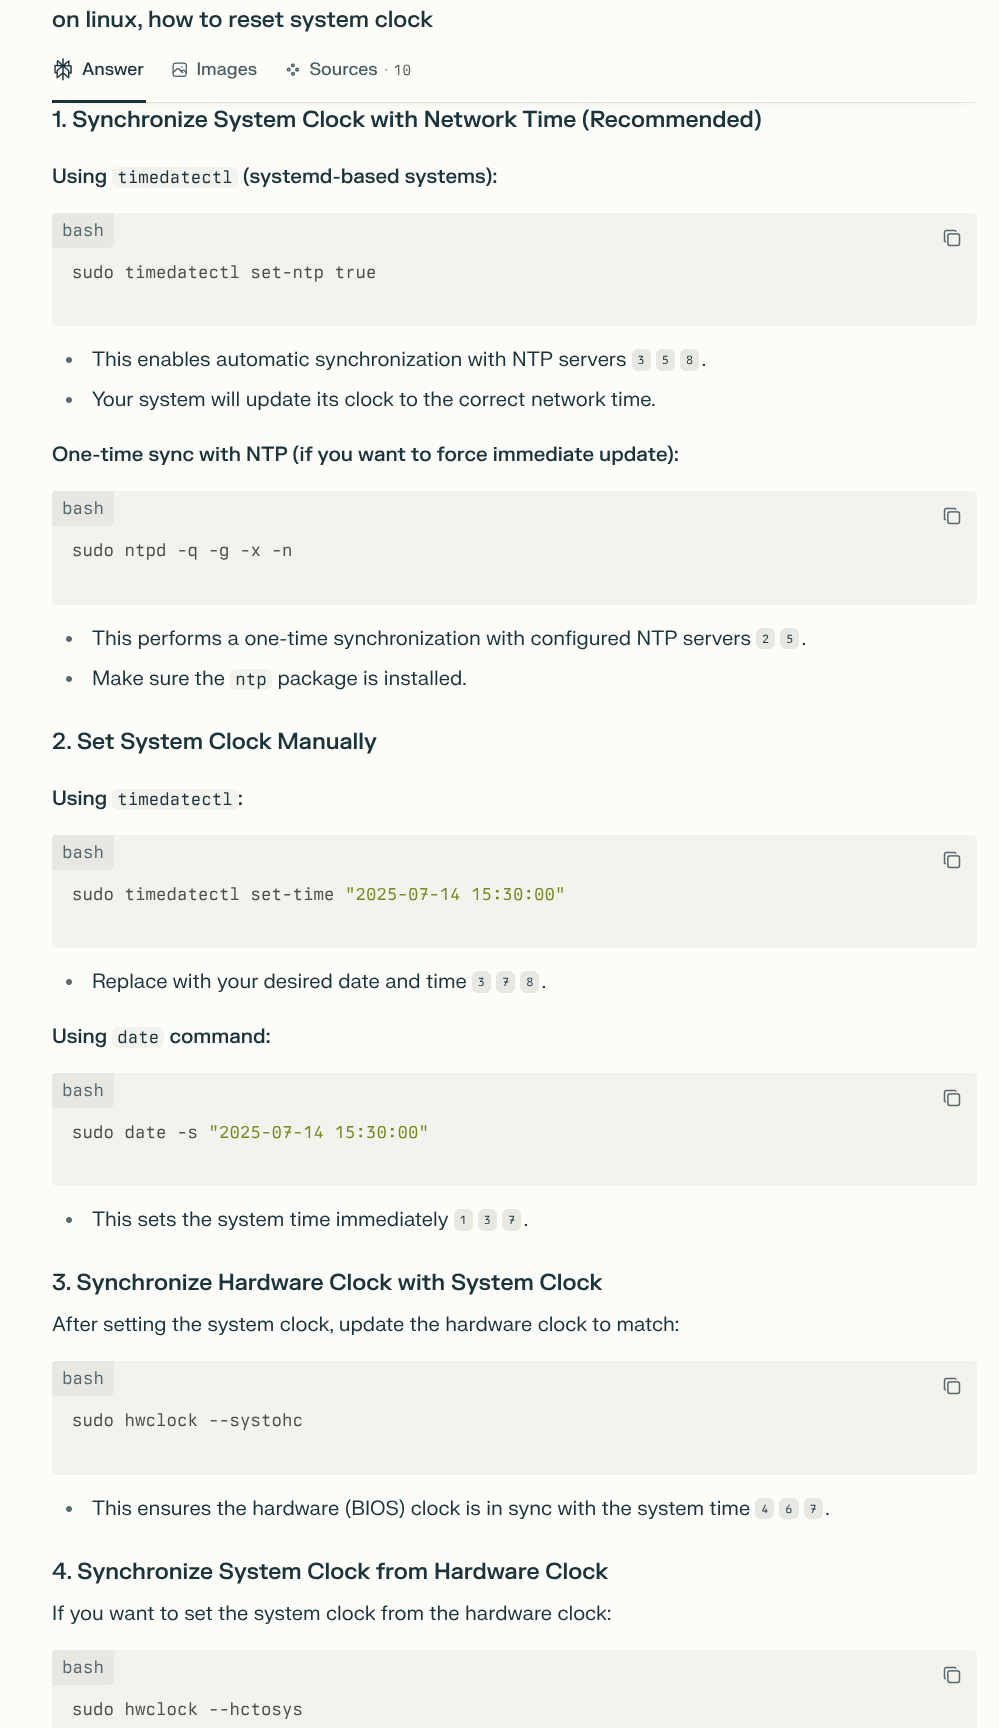 on linux, how to reset system clock
Answer Images Sources · 10
1. Synchronize System Clock with Network Time (Recommended)
Using timedatectl (systemd-based systems):
bash
sudo timedatectl set-ntp true
• This enables automatic synchronization with NTP servers 3 5 8 .
• Your system will update its clock to the correct network time.
One-time sync with NTP (if you want to force immediate update):
bash
sudo ntpd -q -g -x -n
• This performs a one-time synchronization with configured NTP servers 2 5 .
• Make sure the ntp package is installed.
2. Set System Clock Manually
Using timedatectl :
bash
sudo timedatectl set-time "2025-07-14 15:30:00"
• Replace with your desired date and time 3 7 8 .
Using date command:
bash
sudo date -s "2025-07-14 15:30:00"
• This sets the system time immediately 1 3 7 .
3. Synchronize Hardware Clock with System Clock
After setting the system clock, update the hardware clock to match:
bash
sudo hwclock --systohc
• This ensures the hardware (BIOS) clock is in sync with the system time 4 6 7 .
4. Synchronize System Clock from Hardware Clock
If you want to set the system clock from the hardware clock:
bash
sudo hwclock --hctosys